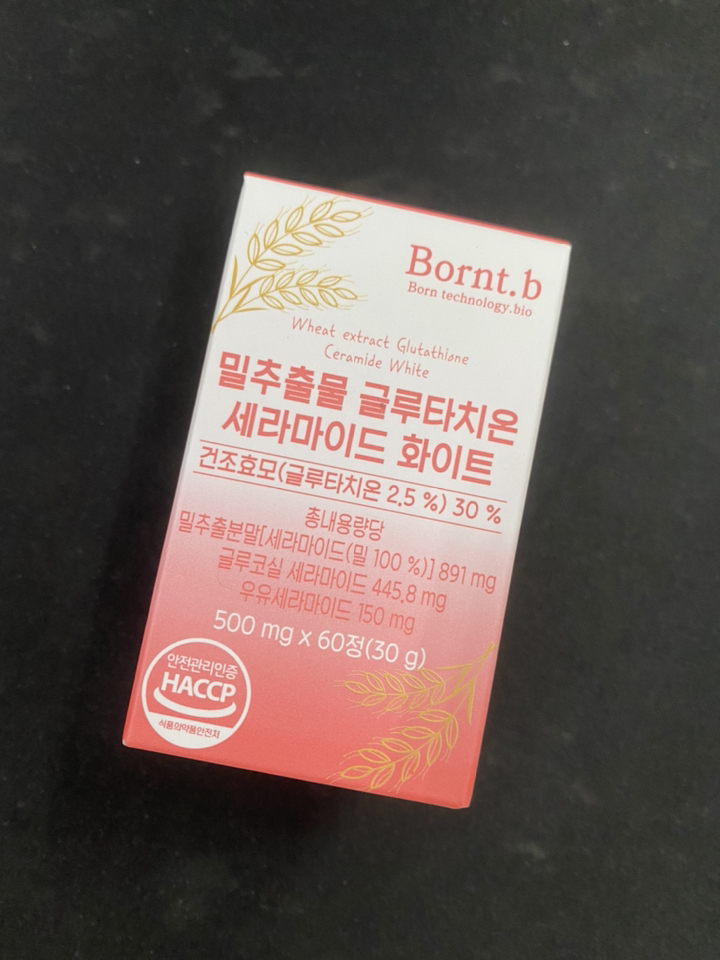 Bornt.b
Born technology.bio
Wheat extract Glutathione
Ceramide White
밀추출물 글루타치온
세라마이드 화이트
건조효모(글루타치온 2.5 %) 30 %
총내용량당
밀추출분말[세라마이드(밀 100 %)] 891 mg
글루코실 세라마이드 445.8 mg
우유세라마이드 150 mg
500 mg x 60정(30 g)
안전관리인증
HACCP
식품의약품안전처